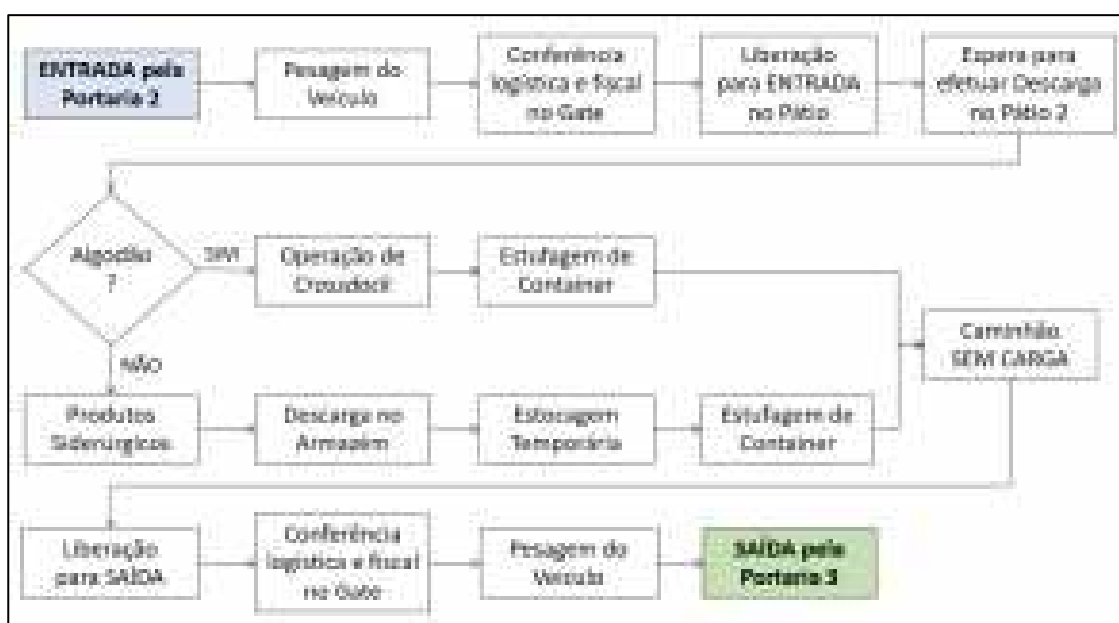 ENTRADA pela
Portaria 2
Pesagem do
Veículo
Conferência
logística e fiscal
no Gate
Liberação
para ENTRADA
no Pátio
Espera para
efetuar Descarga
no Pátio 2
Algodão
?
SIM
Operação de
Crossdock
Estufagem de
Container
Caminhão
SEM CARGA
NÃO
Produtos
Siderúrgicos
Descarga no
Armazém
Estocagem
Temporária
Estufagem de
Container
Liberação
para SAÍDA
Conferência
logística e fiscal
no Gate
Pesagem do
Veículo
SAÍDA pela
Portaria 3